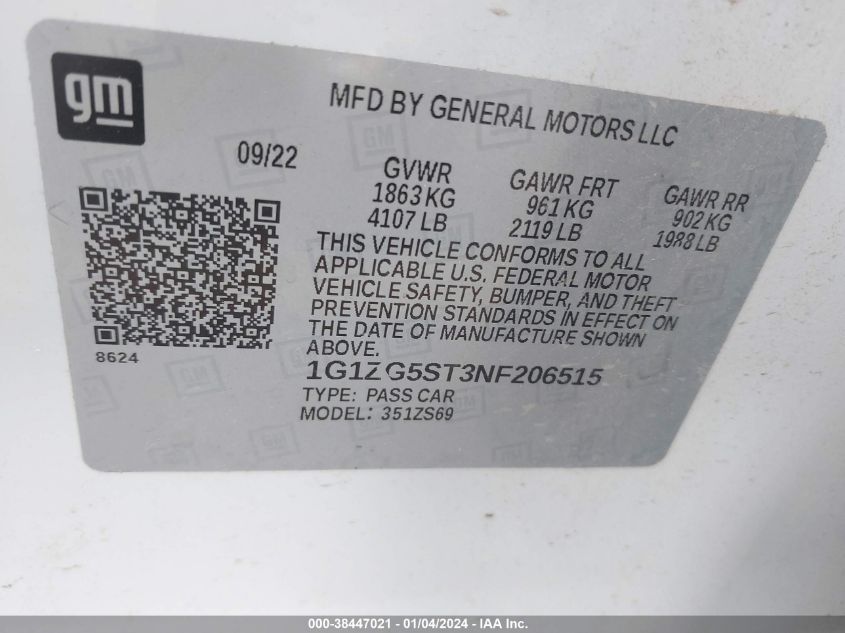 gm
MFD BY GENERAL MOTORS LLC
09/22
GVWR
1863 KG
4107 LB
GAWR FRT
961 KG
2119 LB
GAWR RR
902 KG
1988 LB
THIS VEHICLE CONFORMS TO ALL
APPLICABLE U.S. FEDERAL MOTOR
VEHICLE SAFETY, BUMPER, AND THEFT
PREVENTION STANDARDS IN EFFECT ON
THE DATE OF MANUFACTURE SHOWN
ABOVE.
8624
1G1ZG5ST3NF206515
TYPE: PASS CAR
MODEL: 351ZS69
000-38447021 - 01/04/2024 - IAAI.COM